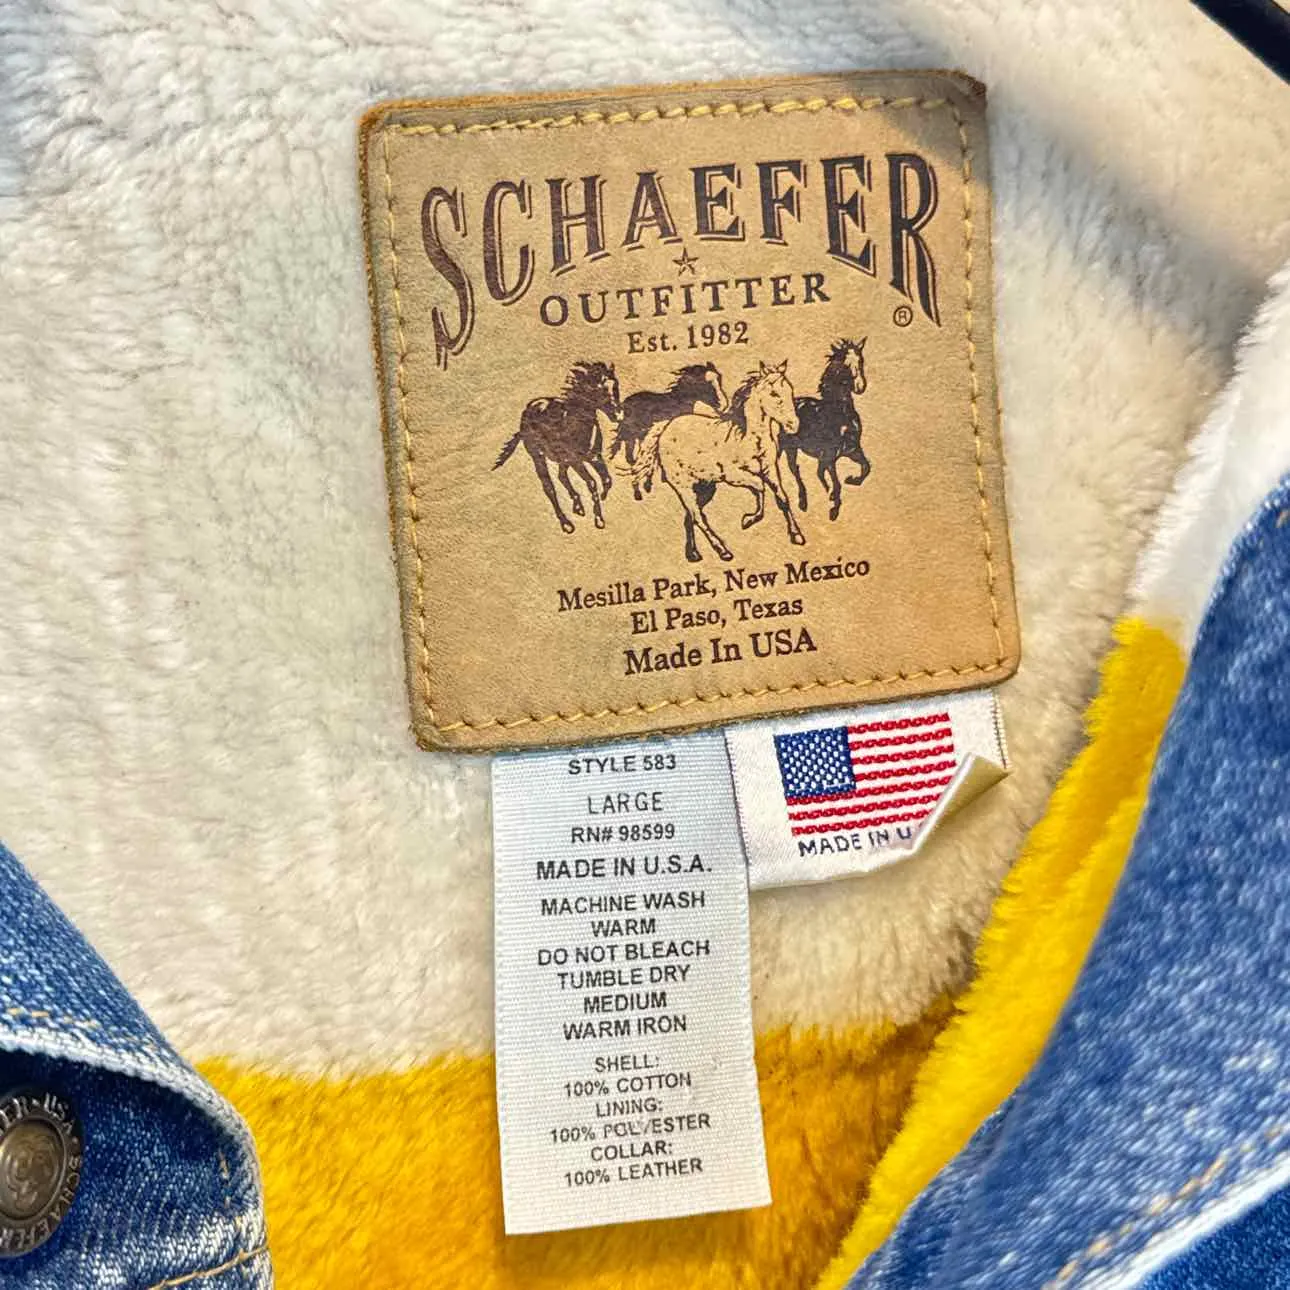 SCHAEFER
OUTFITTER
®
Est. 1982
Mesilla Park, New Mexico
El Paso, Texas
Made In USA
STYLE 583
LARGE
RN# 98599
MADE IN U.S.A.
MACHINE WASH
WARM
DO NOT BLEACH
TUMBLE DRY
MEDIUM
WARM IRON
SHELL:
100% COTTON
LINING:
100% POLYESTER
COLLAR:
100% LEATHER
MADE IN U